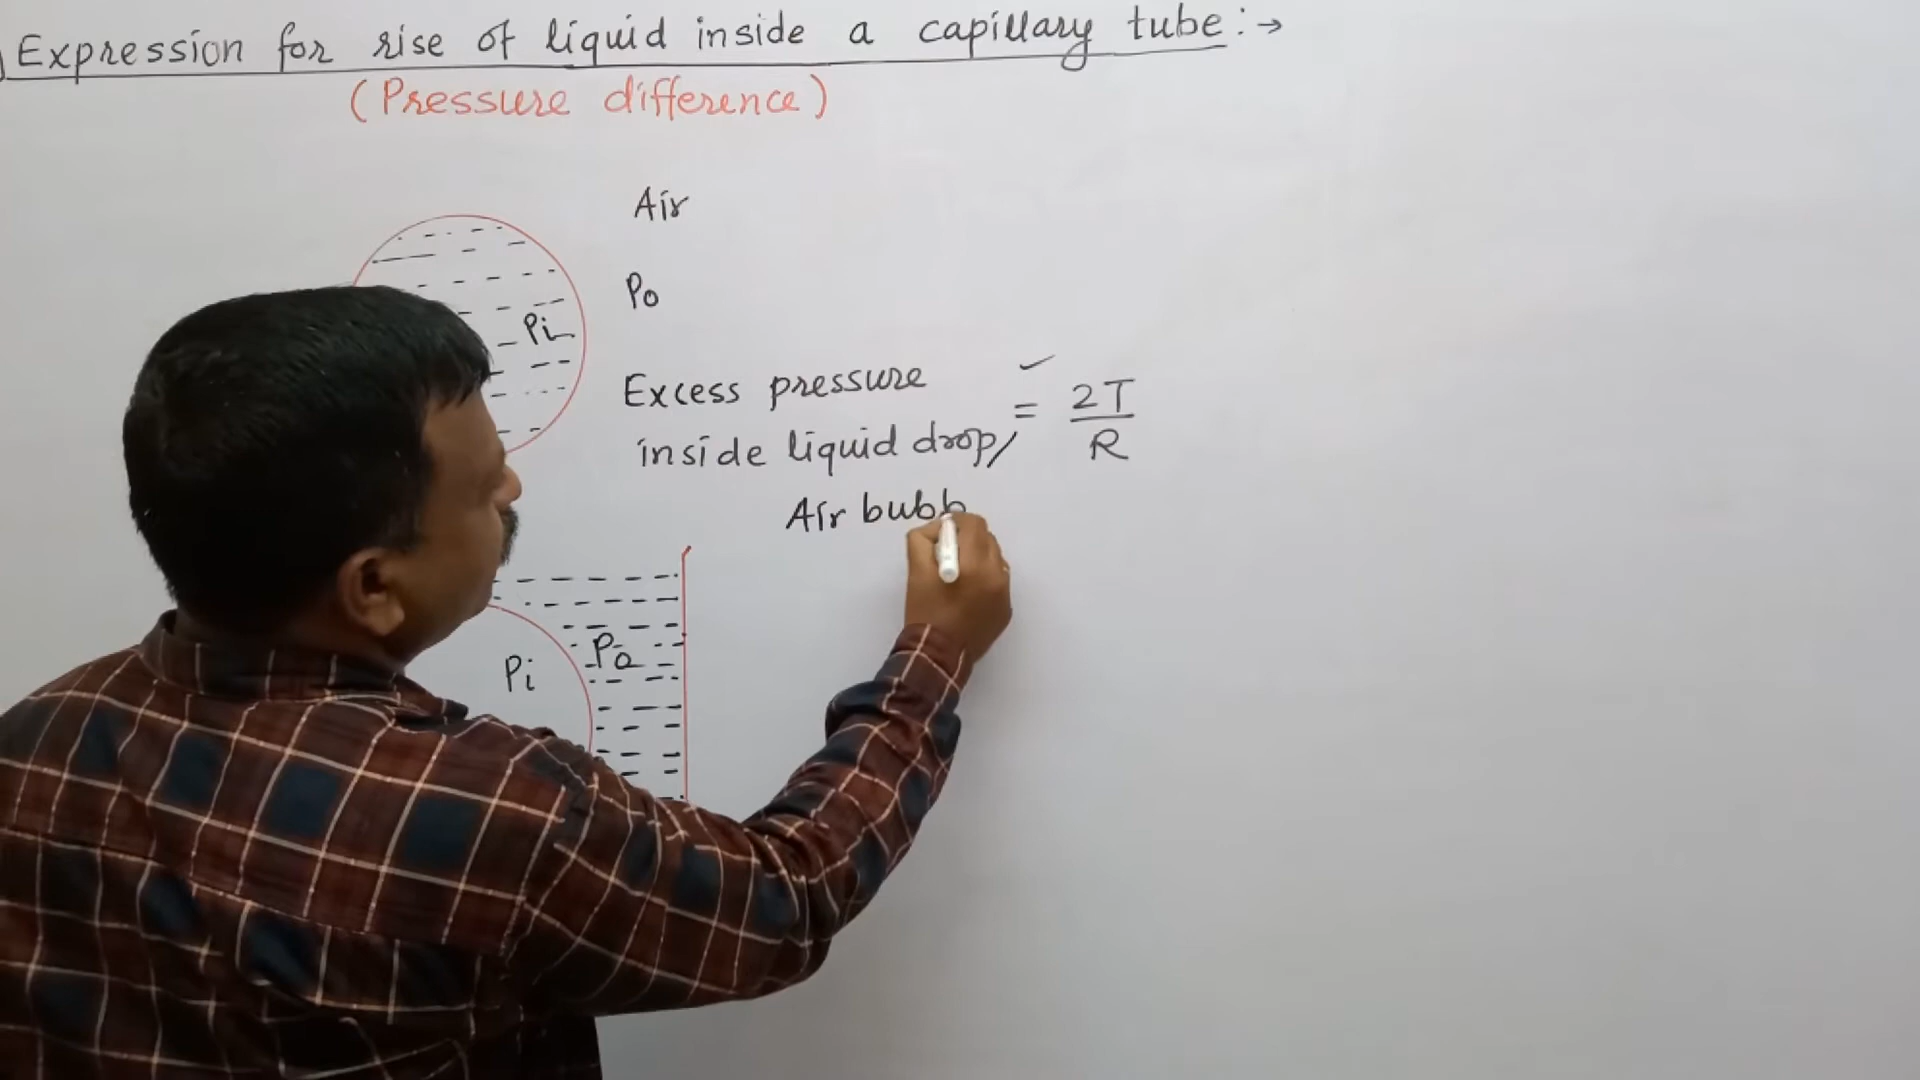 Expression for rise of liquid inside a capillary tube:→
(Pressure difference)
Air
Po
Pi
Excess pressure
inside liquid drop/ = 2T/R
Air bubb
Pi
Po